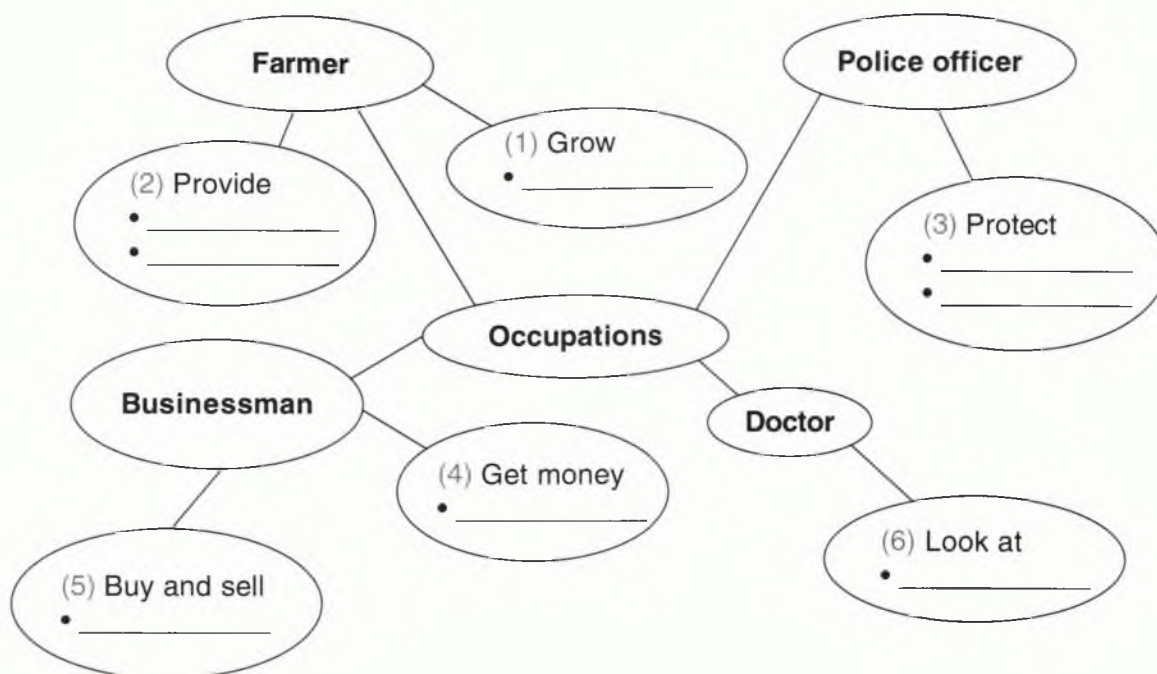 Farmer
Police officer
(1) Grow
•
(2) Provide
•
•
(3) Protect
•
•
Occupations
Businessman
Doctor
(4) Get money
•
(6) Look at
•
(5) Buy and sell
•